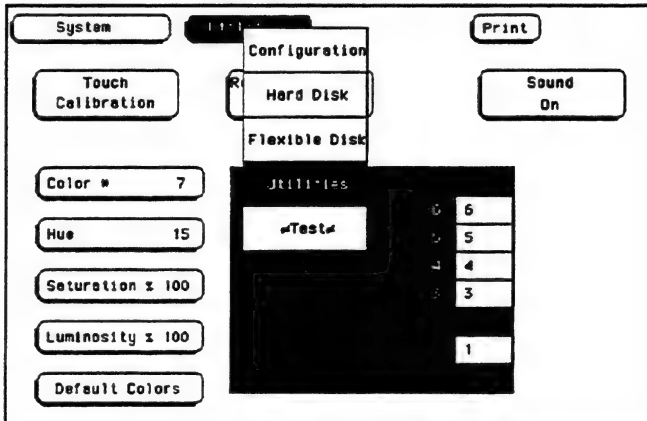 System
Print
Configuration
Touch
Calibration
Hard Disk
Sound
On
Flexible Disk
Color # 7
Utilities
Hue 15
≠Test≠
Saturation % 100
Luminosity % 100
Default Colors
6
5
4
3
1